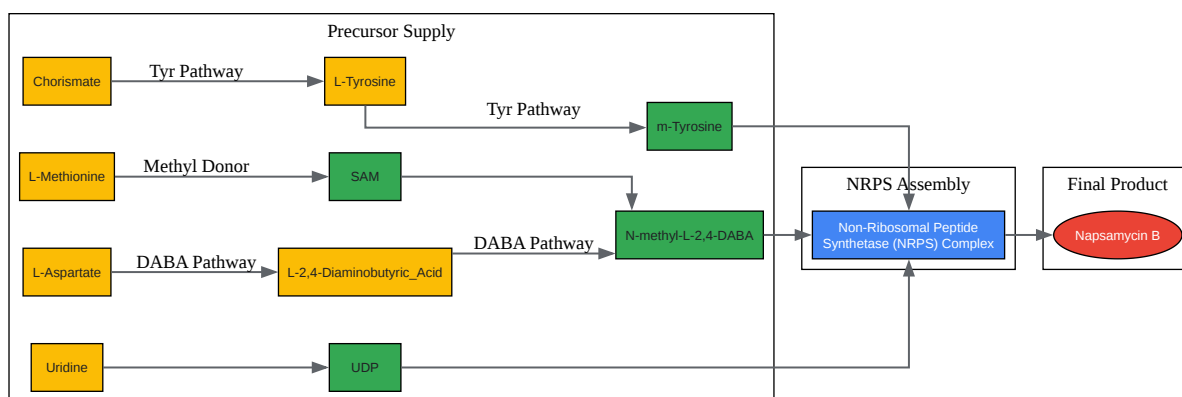 Precursor Supply
Chorismate
Tyr Pathway
L-Tyrosine
Tyr Pathway
m-Tyrosine
L-Methionine
Methyl Donor
SAM
NRPS Assembly
Final Product
N-methyl-L-2,4-DABA
Non-Ribosomal Peptide
Synthetase (NRPS) Complex
Napsamycin B
L-Aspartate
DABA Pathway
L-2,4-Diaminobutyric_Acid
DABA Pathway
Uridine
UDP